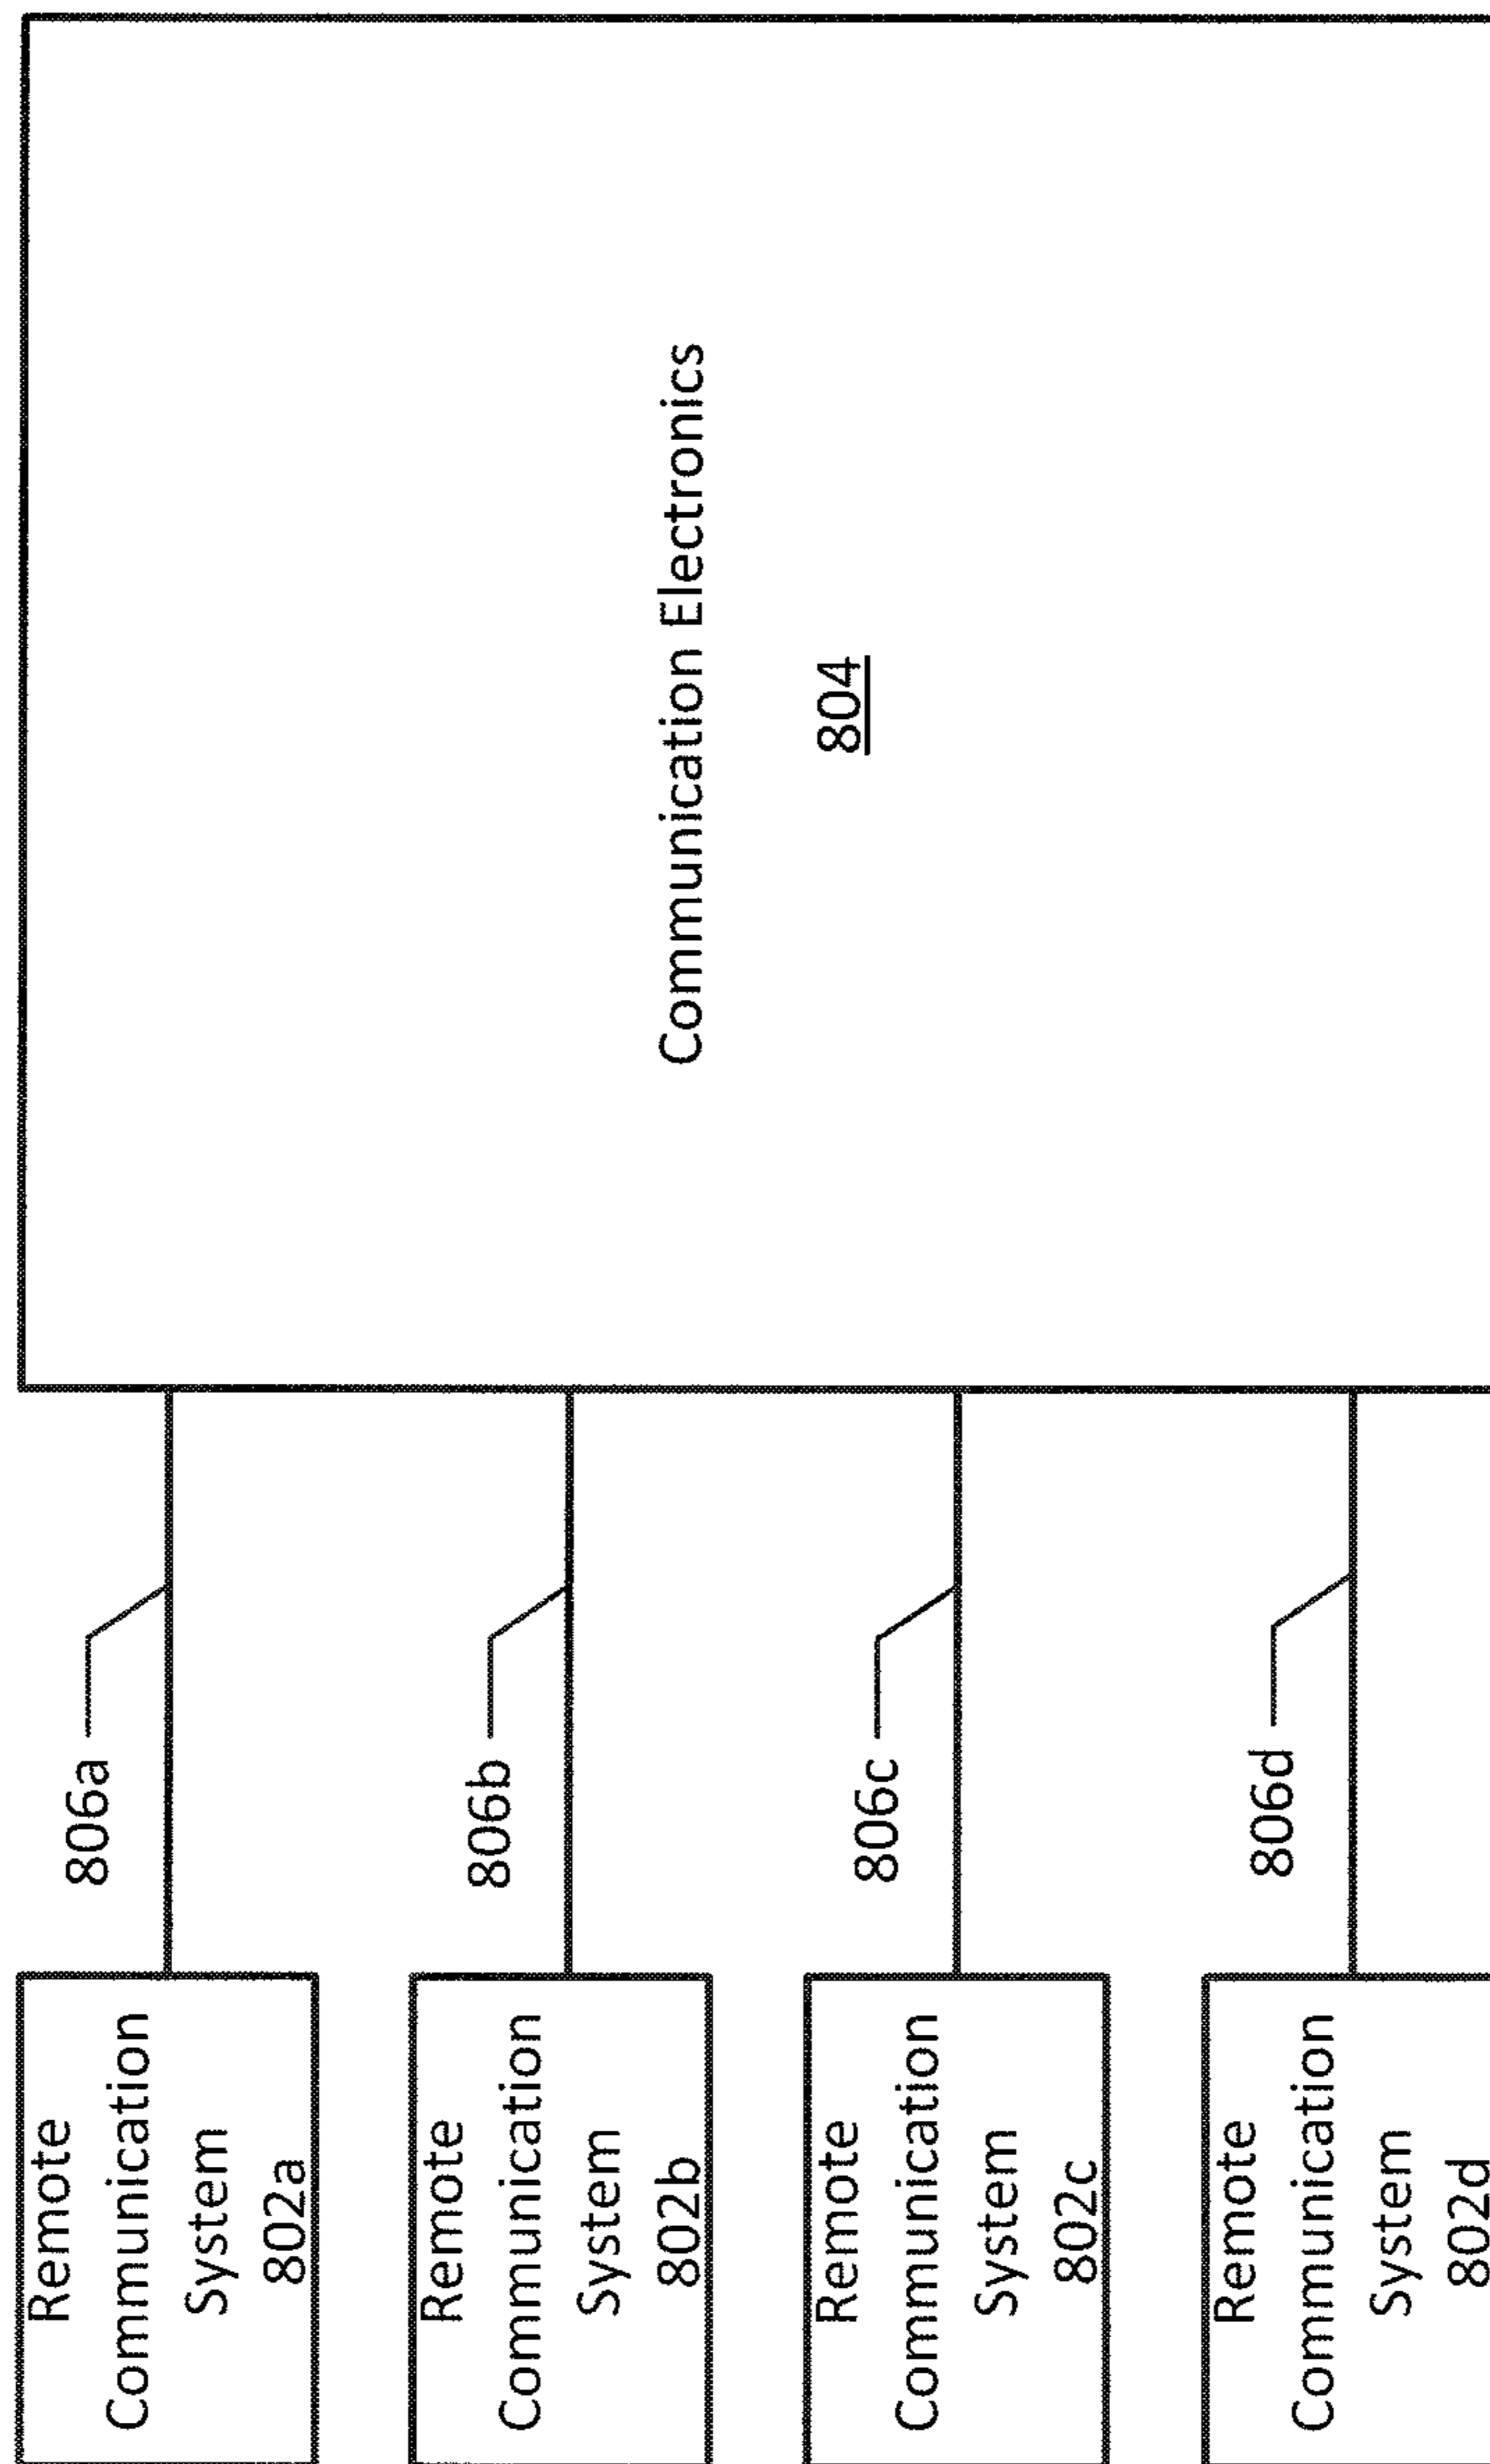 Communication Electronics
804
806a
806b
806c
806d
Remote
Communication
System
802a
Remote
Communication
System
802b
Remote
Communication
System
802c
Remote
Communication
System
802d